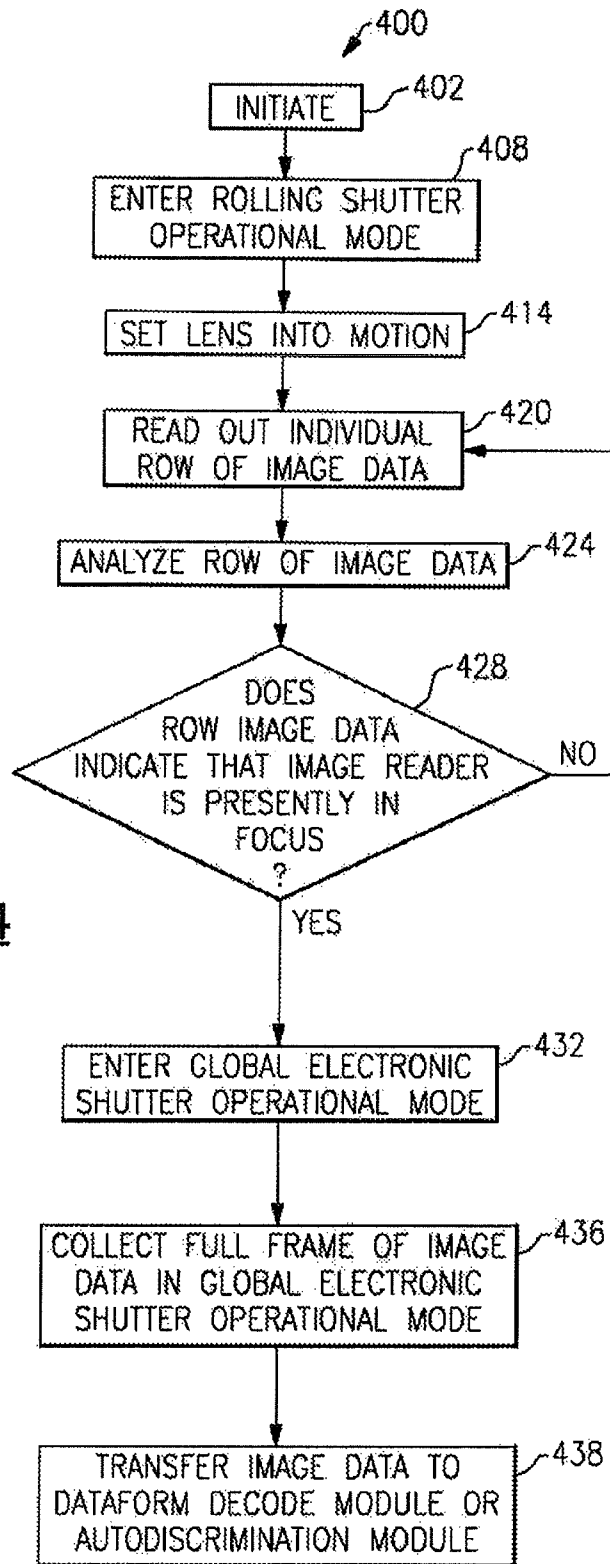 400
INITIATE
402
408
ENTER ROLLING SHUTTER
OPERATIONAL MODE
SET LENS INTO MOTION
414
READ OUT INDIVIDUAL
ROW OF IMAGE DATA
420
ANALYZE ROW OF IMAGE DATA
424
428
DOES
ROW IMAGE DATA
INDICATE THAT IMAGE READER
IS PRESENTLY IN
FOCUS
?
NO
YES
4
ENTER GLOBAL ELECTRONIC
SHUTTER OPERATIONAL MODE
432
COLLECT FULL FRAME OF IMAGE
DATA IN GLOBAL ELECTRONIC
SHUTTER OPERATIONAL MODE
436
TRANSFER IMAGE DATA TO
DATAFORM DECODE MODULE OR
AUTODISCRIMINATION MODULE
438